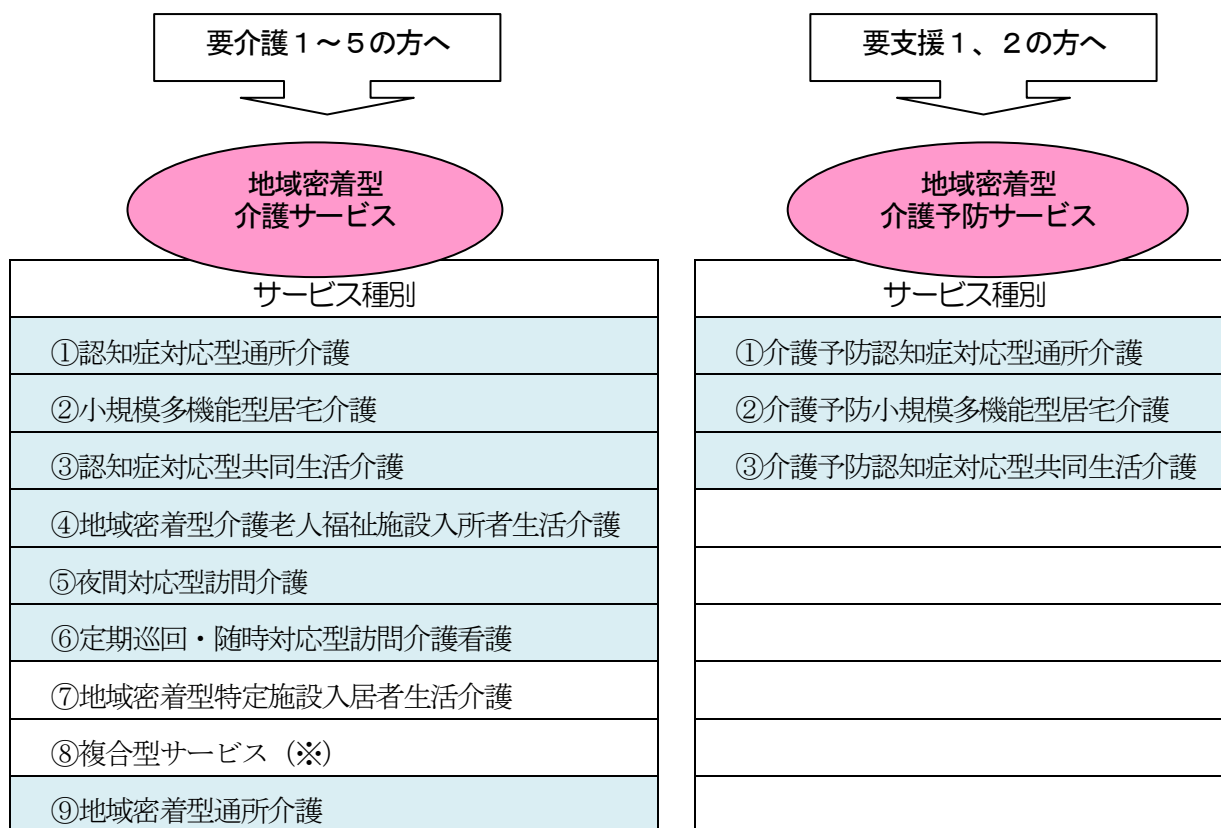 要介護１～５の方へ
地域密着型
介護サービス
サービス種別
①認知症対応型通所介護
②小規模多機能型居宅介護
③認知症対応型共同生活介護
④地域密着型介護老人福祉施設入所者生活介護
⑤夜間対応型訪問介護
⑥定期巡回・随時対応型訪問介護看護
⑦地域密着型特定施設入居者生活介護
⑧複合型サービス（※）
⑨地域密着型通所介護
要支援１、２の方へ
地域密着型
介護予防サービス
サービス種別
①介護予防認知症対応型通所介護
②介護予防小規模多機能型居宅介護
③介護予防認知症対応型共同生活介護